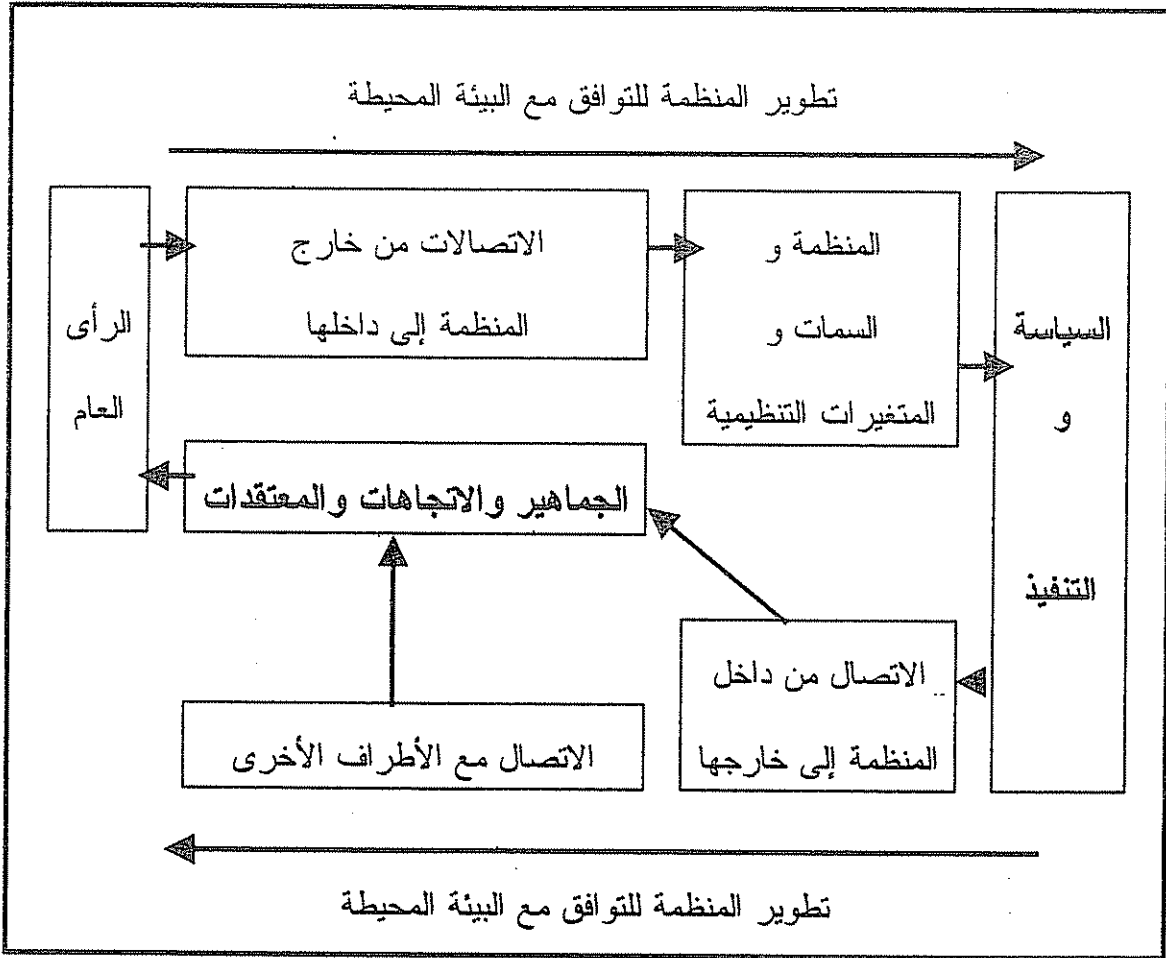 تطوير المنظمة للتوافق مع البيئة المحيطة
الاتصالات من خارج
المنظمة إلى داخلها
المنظمة و
السمات و
المتغيرات التنظيمية
السياسة
و
التنفيذ
الرأى
العام
الجماهير والاتجاهات والمعتقدات
الاتصال من داخل
المنظمة إلى خارجها
الاتصال مع الأطراف الأخرى
تطوير المنظمة للتوافق مع البيئة المحيطة